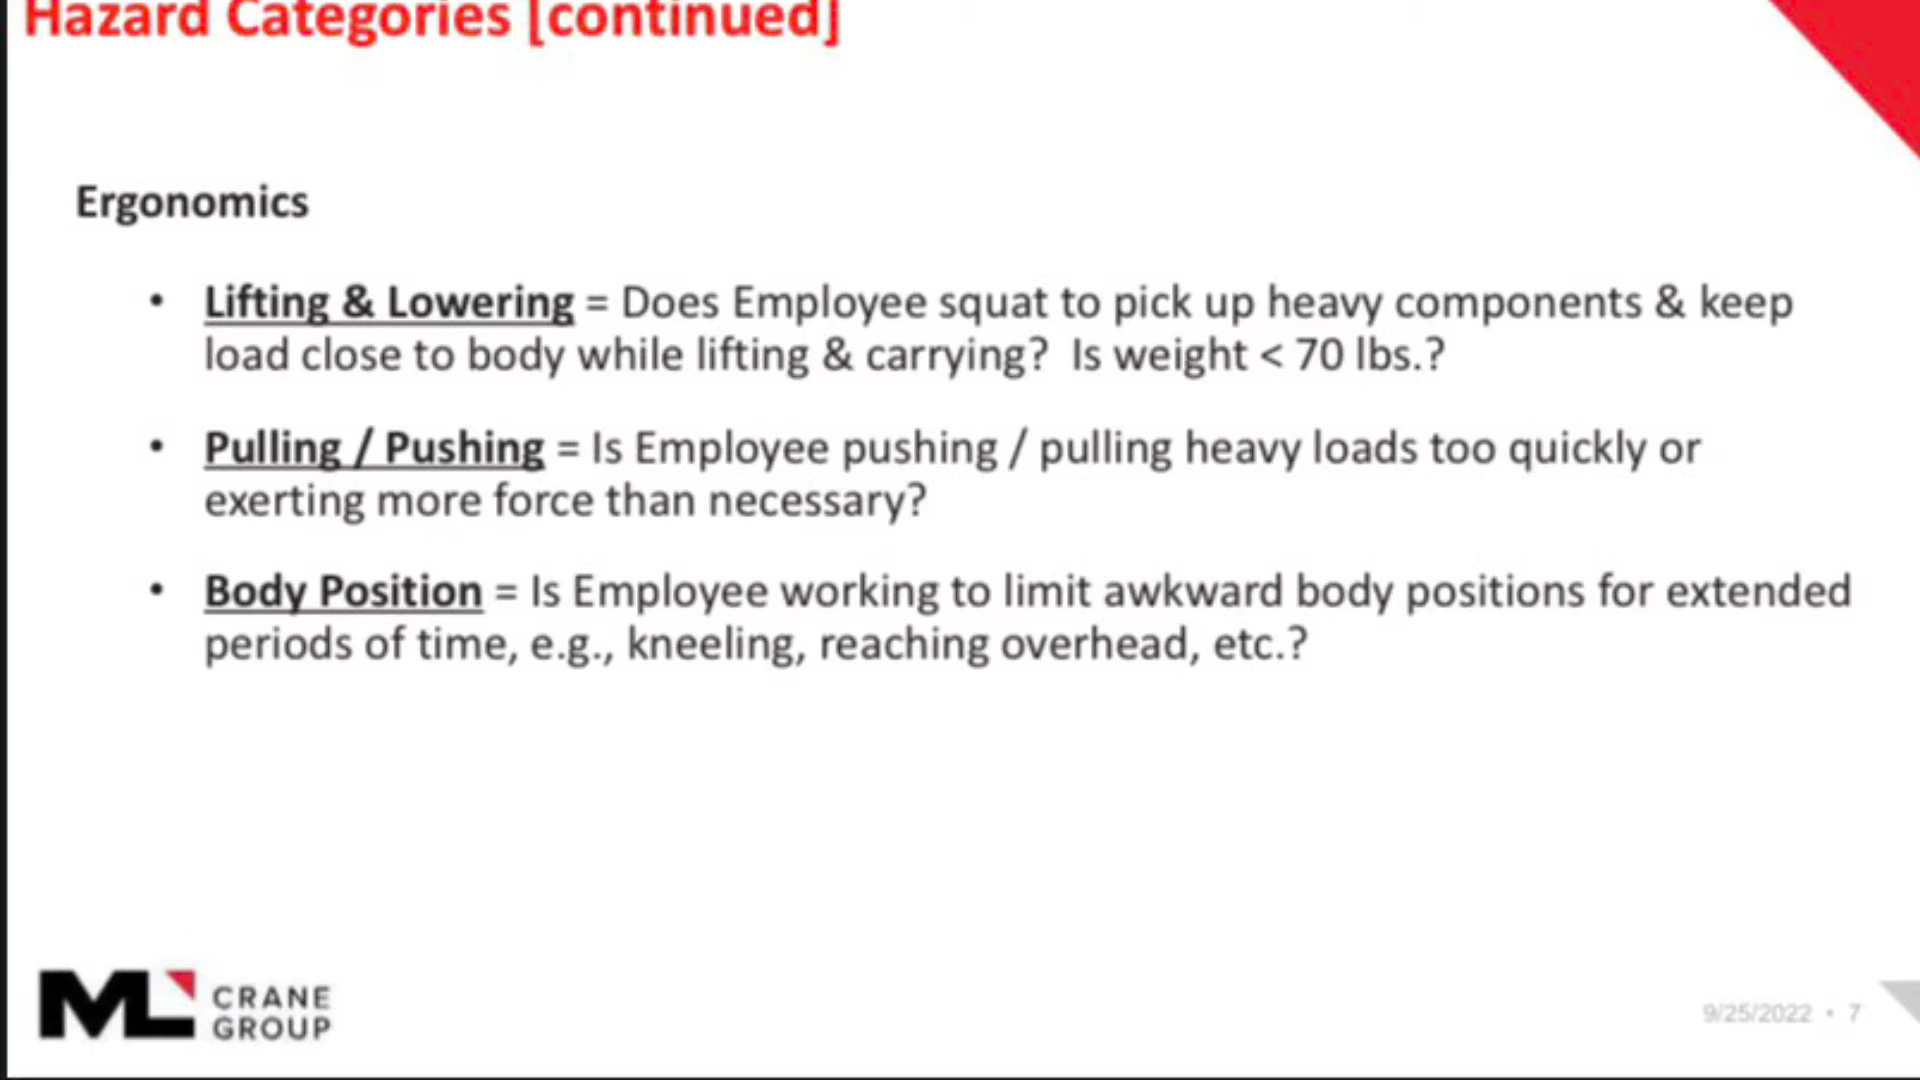 Hazard Categories [continued]
Ergonomics
• Lifting & Lowering = Does Employee squat to pick up heavy components & keep
load close to body while lifting & carrying?  Is weight < 70 lbs.?
• Pulling / Pushing = Is Employee pushing / pulling heavy loads too quickly or
exerting more force than necessary?
• Body Position = Is Employee working to limit awkward body positions for extended
periods of time, e.g., kneeling, reaching overhead, etc.?
ML CRANE
GROUP
9/25/2022 • 7